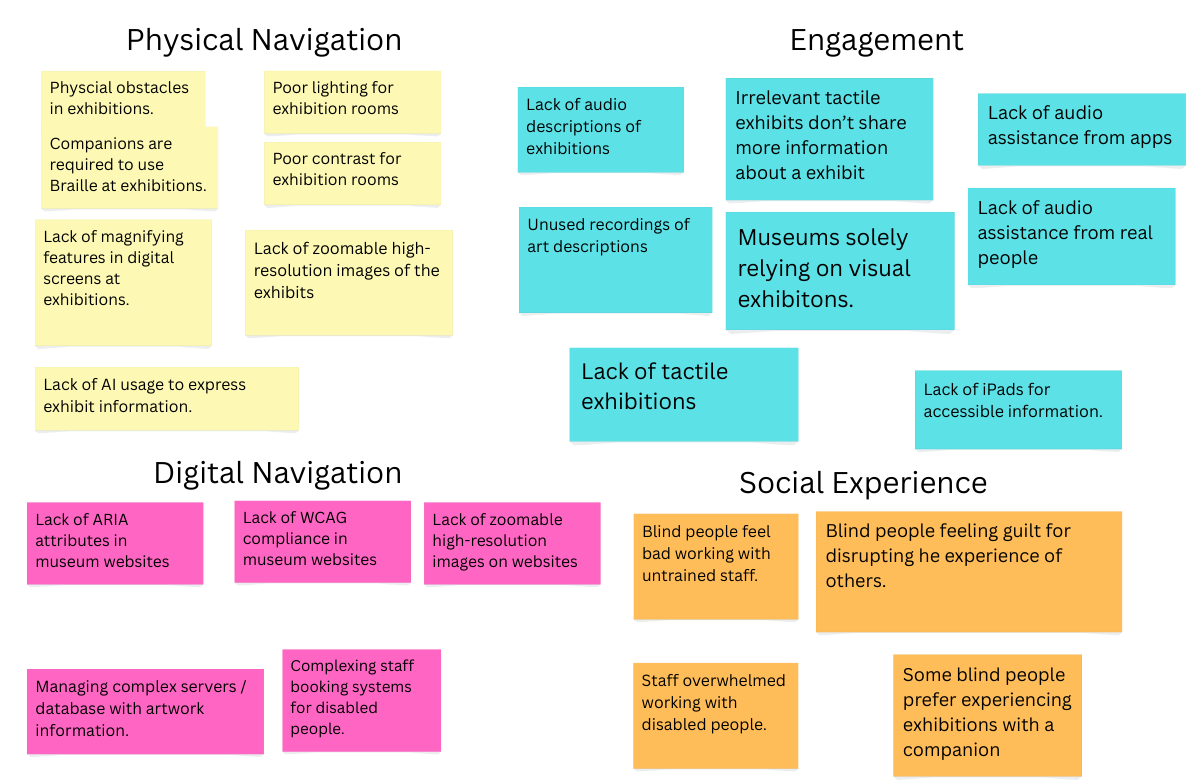 Physical Navigation
Physcial obstacles
in exhibitions.
Companions are
required to use
Braille at exhibitions.
Poor lighting for
exhibition rooms
Poor contrast for
exhibition rooms
Lack of magnifying
features in digital
screens at
exhibitions.
Lack of zoomable high-
resolution images of the
exhibits
Lack of AI usage to express
exhibit information.
Engagement
Lack of audio
descriptions of
exhibitions
Irrelevant tactile
exhibits don’t share
more information
about a exhibit
Lack of audio
assistance from apps
Unused recordings of
art descriptions
Museums solely
relying on visual
exhibitons.
Lack of audio
assistance from real
people
Lack of tactile
exhibitions
Lack of iPads for
accessible information.
Digital Navigation
Lack of ARIA
attributes in
museum websites
Lack of WCAG
compliance in
museum websites
Lack of zoomable
high-resolution
images on websites
Managing complex servers /
database with artwork
information.
Complexing staff
booking systems
for disabled
people.
Social Experience
Blind people feel
bad working with
untrained staff.
Blind people feeling guilt for
disrupting he experience of
others.
Staff overwhelmed
working with
disabled people.
Some blind people
prefer experiencing
exhibitions with a
companion